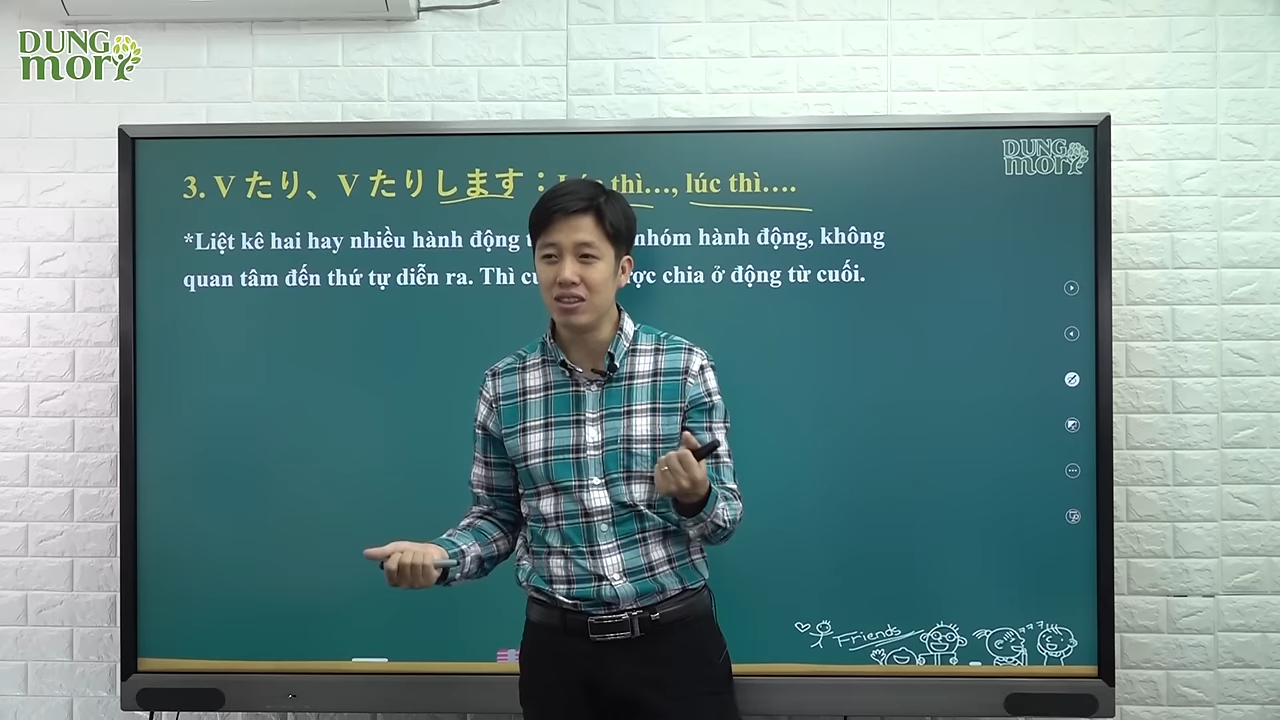 DUNG
mori
DUNG
mori
3. V たり、V たりします : Lúc thì…, lúc thì….
*Liệt kê hai hay nhiều hành động nhóm hành động, không
quan tâm đến thứ tự diễn ra. Thì chia ở động từ cuối.
Friends